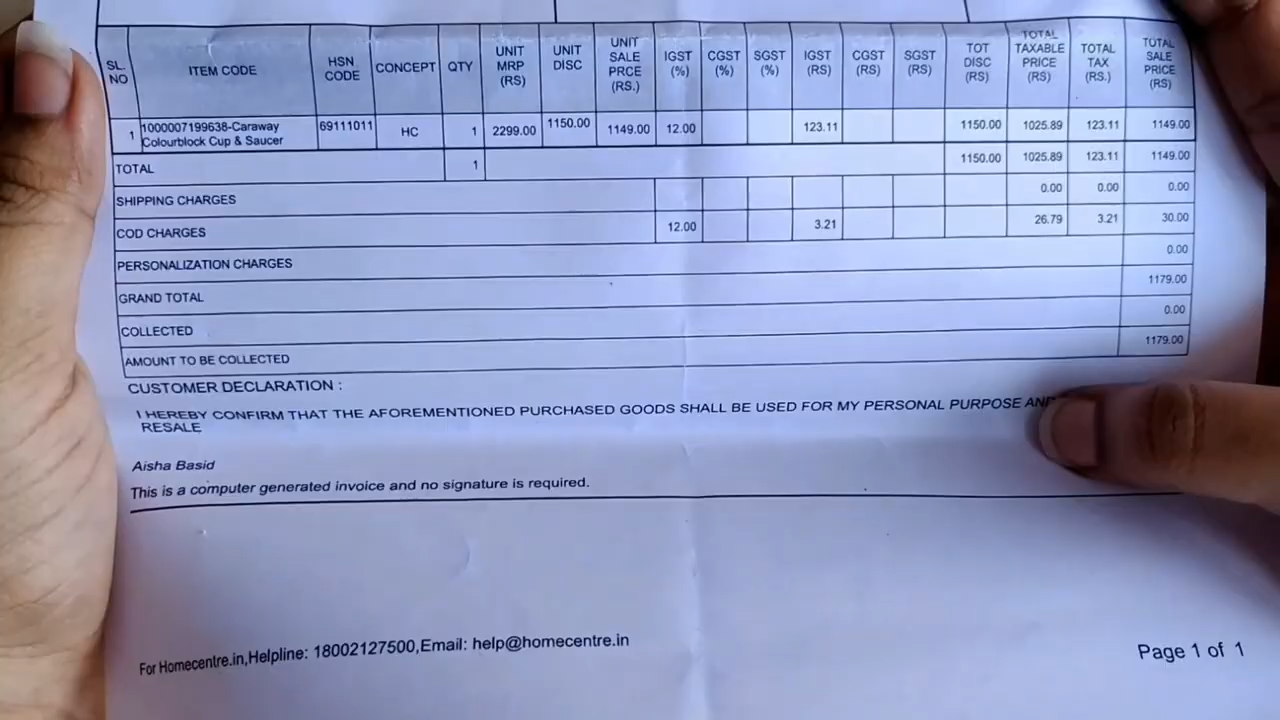 SL. NO ITEM CODE HSN CODE CONCEPT QTY UNIT MRP (RS) UNIT DISC UNIT SALE PRCE (RS.) IGST (%) CGST (%) SGST (%) IGST (RS) CGST (RS) SGST (RS) TOT DISC (RS) TOTAL TAXABLE PRICE (RS) TOTAL TAX (RS.) TOTAL SALE PRICE (RS)
1 1000007199638-Caraway Colourblock Cup & Saucer 69111011 HC 1 2299.00 1150.00 1149.00 12.00 123.11 1150.00 1025.89 123.11 1149.00
TOTAL 1 1150.00 1025.89 123.11 1149.00
SHIPPING CHARGES 0.00 0.00 0.00
COD CHARGES 12.00 3.21 26.79 3.21 30.00
PERSONALIZATION CHARGES 0.00
GRAND TOTAL 1179.00
COLLECTED 0.00
AMOUNT TO BE COLLECTED 1179.00
CUSTOMER DECLARATION :
I HEREBY CONFIRM THAT THE AFOREMENTIONED PURCHASED GOODS SHALL BE USED FOR MY PERSONAL PURPOSE AND
RESALE
Aisha Basid
This is a computer generated invoice and no signature is required.
For Homecentre.in,Helpline: 18002127500,Email: help@homecentre.in
Page 1 of 1